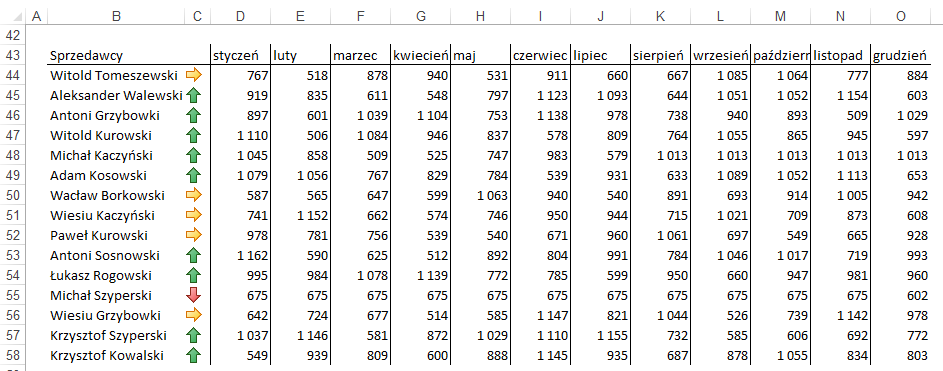 A B C D E F G H I J K L M N O
42
43 Sprzedawcy styczeń luty marzec kwiecień maj czerwiec lipiec sierpień wrzesień październ listopad grudzień
44 Witold Tomeszewski 767 518 878 940 531 911 660 667 1 085 1 064 777 884
45 Aleksander Walewski 919 835 611 548 797 1 123 1 093 644 1 051 1 052 1 154 603
46 Antoni Grzybowki 897 601 1 039 1 104 753 1 138 978 738 940 893 509 1 029
47 Witold Kurowski 1 110 506 1 084 946 837 578 809 764 1 055 865 945 597
48 Michał Kaczyński 1 045 858 509 525 747 983 579 1 013 1 013 1 013 1 013 1 013
49 Adam Kosowski 1 079 1 056 767 829 784 539 931 633 1 089 1 052 1 113 653
50 Wacław Borkowski 587 565 647 599 1 063 940 540 891 693 914 1 005 942
51 Wiesiu Kaczyński 741 1 152 662 574 746 950 944 715 1 021 709 873 608
52 Paweł Kurowski 978 781 756 539 540 671 960 1 061 697 549 665 928
53 Antoni Sosnowski 1 162 590 625 512 892 804 991 784 1 046 1 017 719 993
54 Łukasz Rogowski 995 984 1 078 1 139 772 785 599 950 660 947 981 960
55 Michał Szyperski 675 675 675 675 675 675 675 675 675 675 675 602
56 Wiesiu Grzybowki 642 724 677 514 585 1 147 821 1 044 526 739 1 142 978
57 Krzysztof Szyperski 1 037 1 146 581 872 1 029 1 110 1 155 732 585 606 692 772
58 Krzysztof Kowalski 549 939 809 600 888 1 145 935 687 878 1 055 834 803